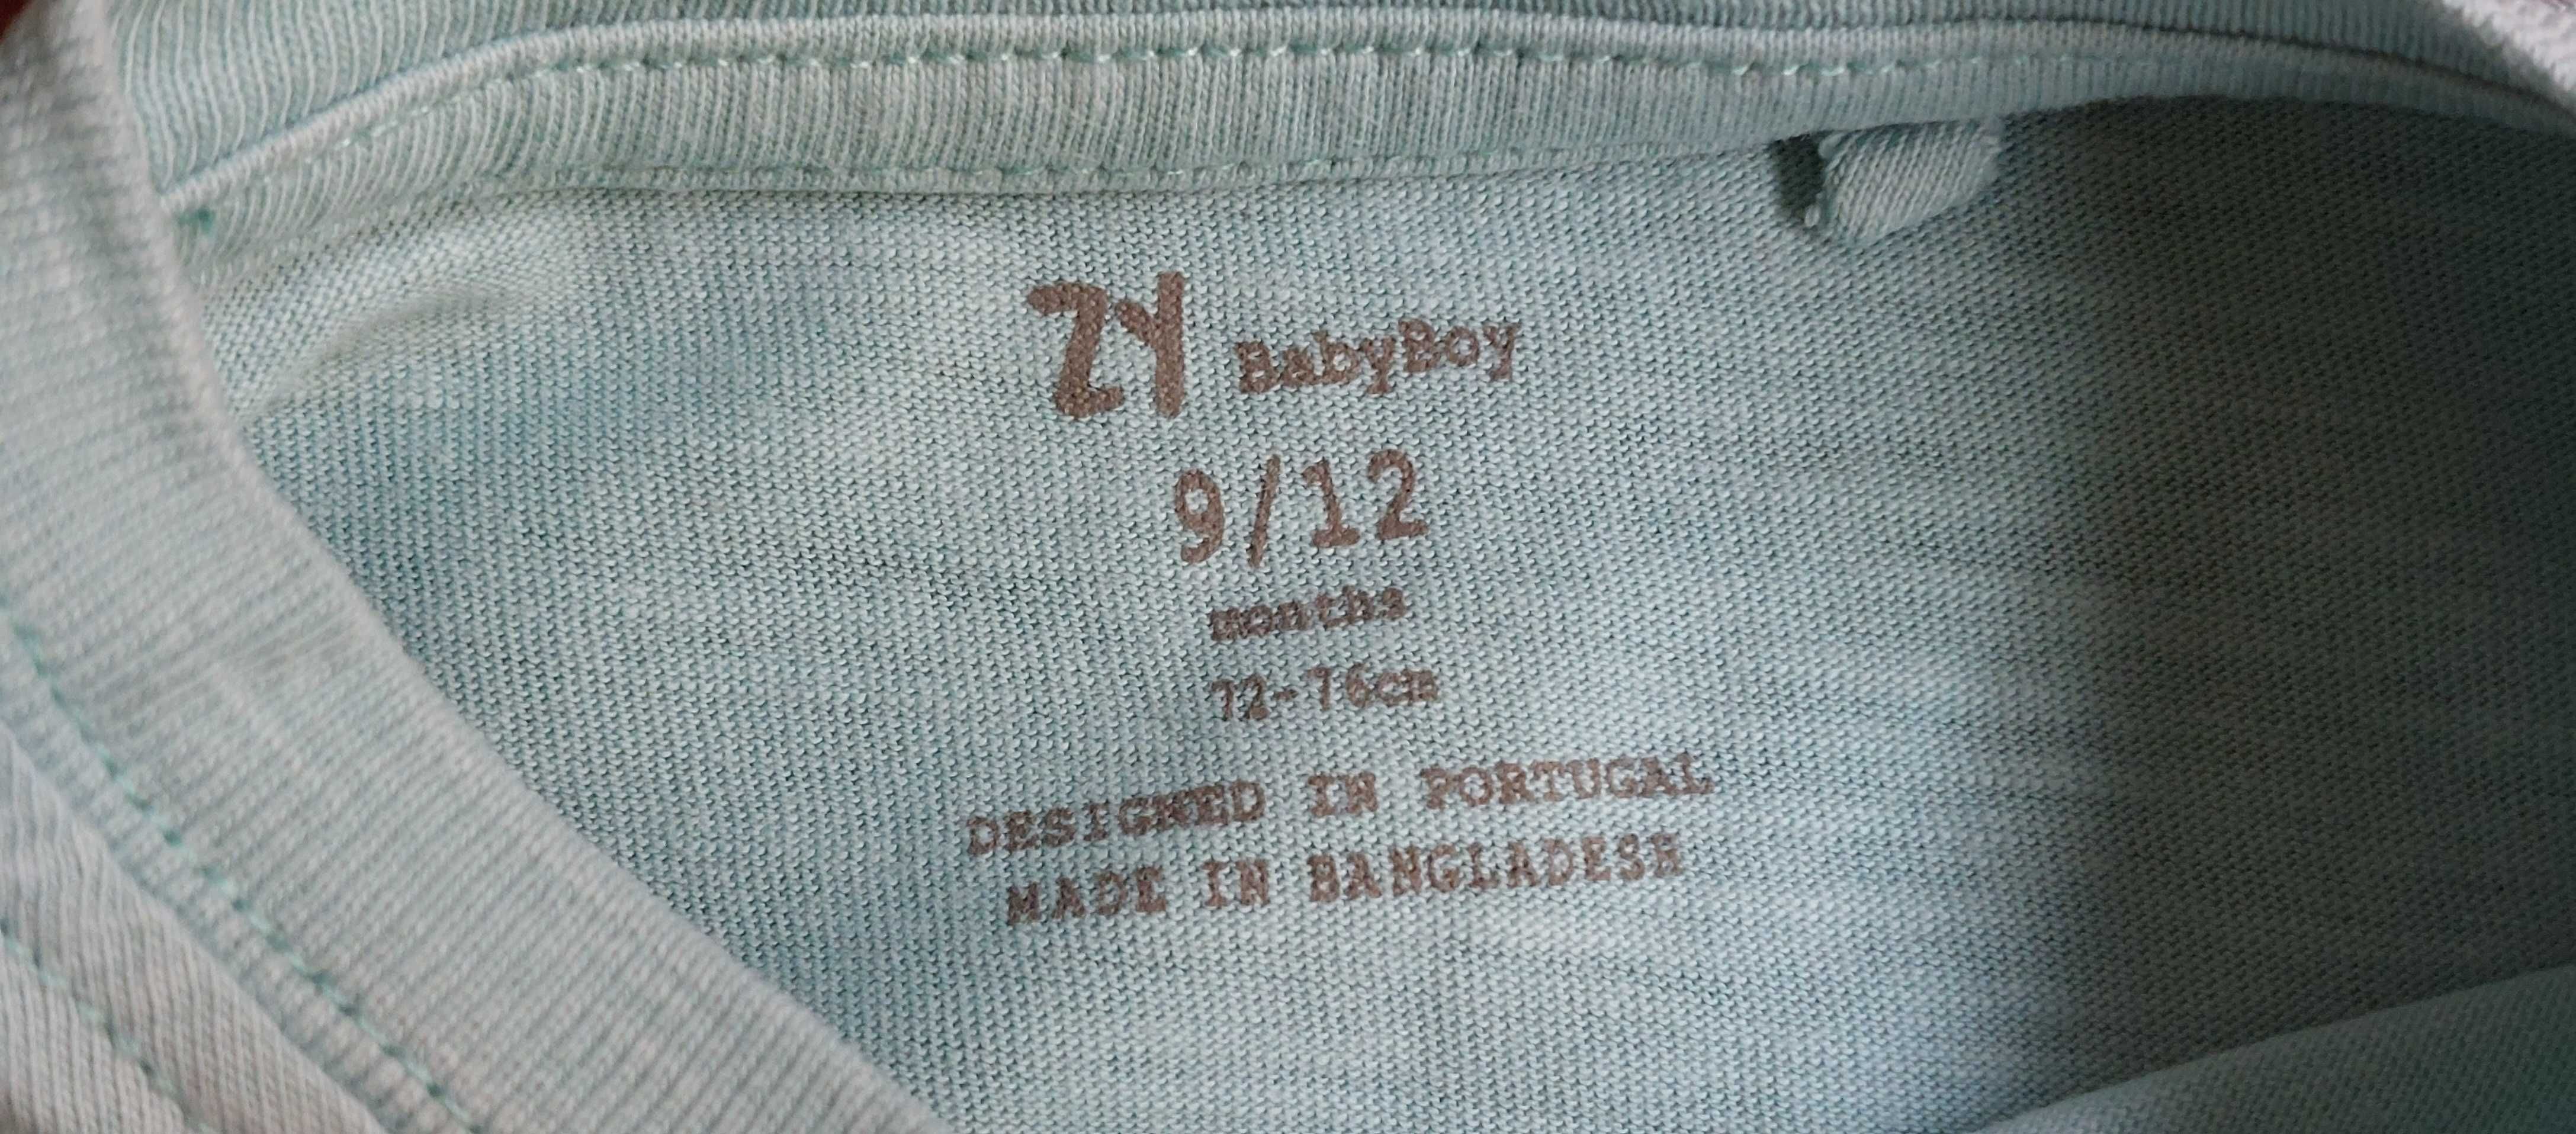 ZY BabyBoy
9/12
months
72-76cm
DESIGNED IN PORTUGAL
MADE IN BANGLADESH